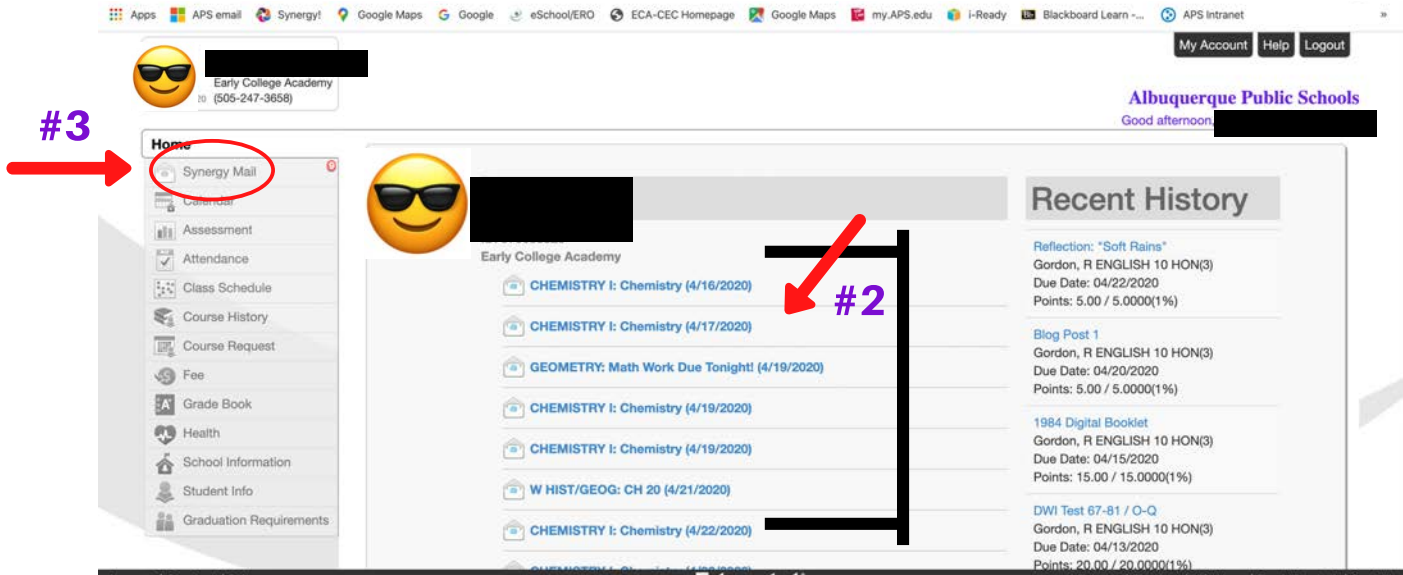 Apps APS email Synergy! Google Maps Google eSchool/ERO ECA-CEC Homepage Google Maps my.APS.edu i-Ready Blackboard Learn -... APS Intranet »
My Account Help Logout
Early College Academy
(505-247-3658)
Albuquerque Public Schools
Good afternoon,
#3
Home
Synergy Mail
Calendar
Assessment
Attendance
Class Schedule
Course History
Course Request
Fee
Grade Book
Health
School Information
Student Info
Graduation Requirements
Early College Academy
CHEMISTRY I: Chemistry (4/16/2020)
CHEMISTRY I: Chemistry (4/17/2020)
GEOMETRY: Math Work Due Tonight! (4/19/2020)
CHEMISTRY I: Chemistry (4/19/2020)
CHEMISTRY I: Chemistry (4/19/2020)
W HIST/GEOG: CH 20 (4/21/2020)
CHEMISTRY I: Chemistry (4/22/2020)
#2
Recent History
Reflection: "Soft Rains"
Gordon, R ENGLISH 10 HON(3)
Due Date: 04/22/2020
Points: 5.00 / 5.0000(1%)
Blog Post 1
Gordon, R ENGLISH 10 HON(3)
Due Date: 04/20/2020
Points: 5.00 / 5.0000(1%)
1984 Digital Booklet
Gordon, R ENGLISH 10 HON(3)
Due Date: 04/15/2020
Points: 15.00 / 15.0000(1%)
DWI Test 67-81 / O-Q
Gordon, R ENGLISH 10 HON(3)
Due Date: 04/13/2020
Points: 20.00 / 20.0000(1%)